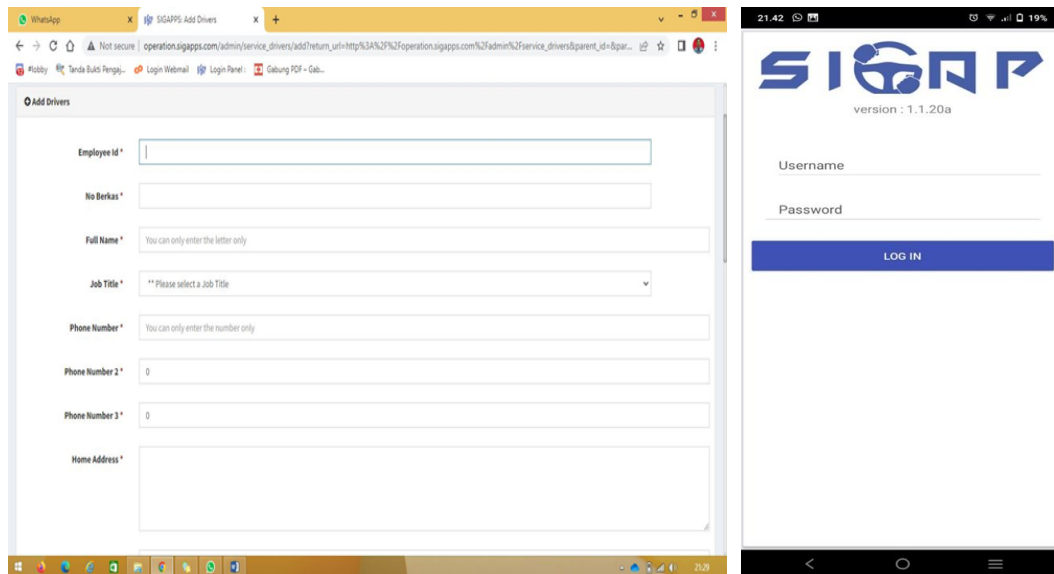 WhatsApp
SIGAPPS: Add Drivers
Not secure | operation.sigapps.com/admin/service_drivers/add?return_url=http%3A%2F%2Foperation.sigapps.com%2Fadmin%2Fservice_drivers&parent_id=&par...
#lobby
Tanda Bukti Pengaj...
Login Webmail
Login Panel :
Gabung PDF – Gab...
Add Drivers
Employee Id *
No Berkas *
Full Name *
You can only enter the letter only
Job Title *
** Please select a Job Title
Phone Number *
You can only enter the number only
Phone Number 2 *
0
Phone Number 3 *
0
Home Address *
21:29
21.42
19%
SIGAP
version : 1.1.20a
Username
Password
LOG IN